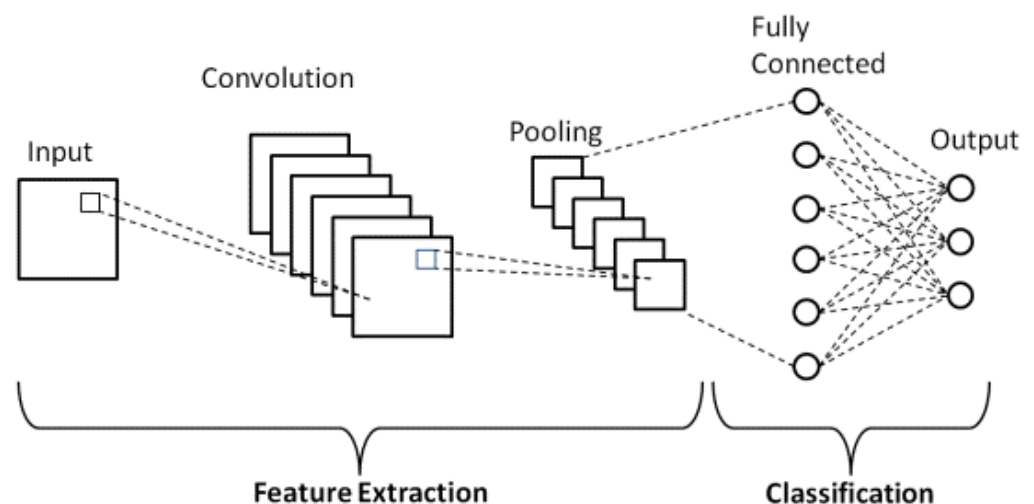 Input
Convolution
Pooling
Fully
Connected
Output
Feature Extraction
Classification